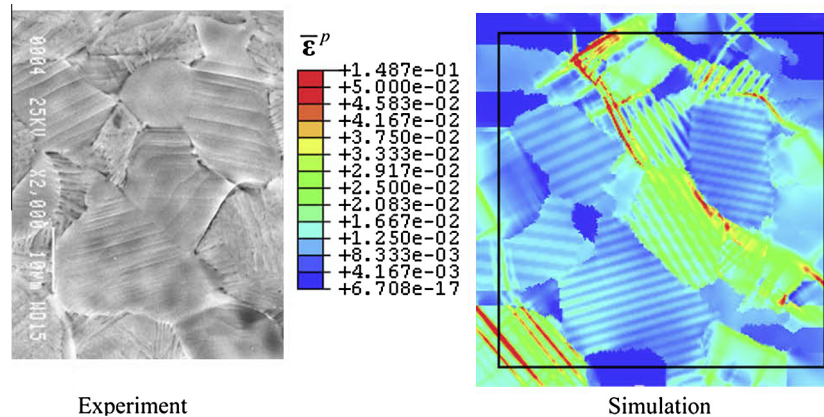 0004 25KV X2,000 10µm WD15
ε̅ᵖ
+1.487e-01
+5.000e-02
+4.583e-02
+4.167e-02
+3.750e-02
+3.333e-02
+2.917e-02
+2.500e-02
+2.083e-02
+1.667e-02
+1.250e-02
+8.333e-03
+4.167e-03
+6.708e-17
Experiment
Simulation